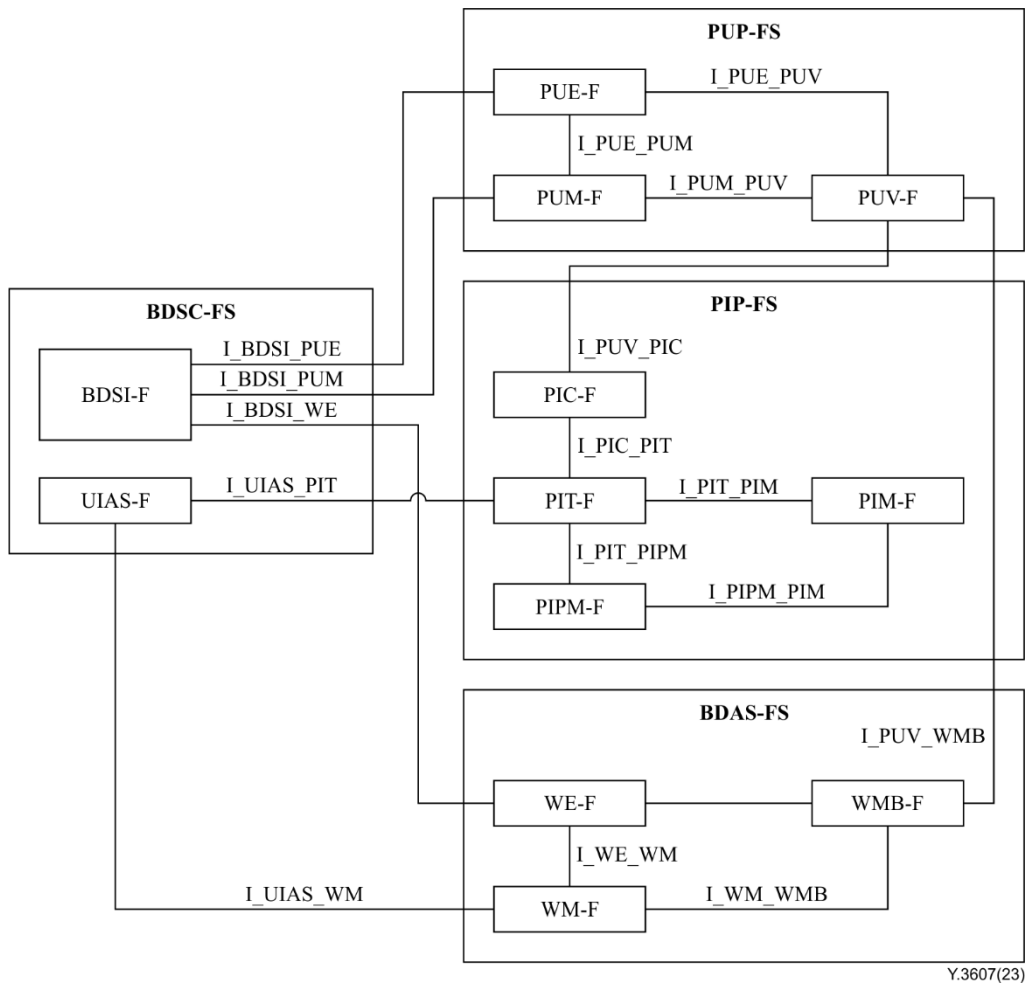 PUP-FS
I_PUE_PUV
PUE-F
I_PUE_PUM
I_PUM_PUV
PUM-F
PUV-F
BDSC-FS
PIP-FS
I_BDSI_PUE
I_PUV_PIC
I_BDSI_PUM
BDSI-F
PIC-F
I_BDSI_WE
I_PIC_PIT
I_UIAS_PIT
I_PIT_PIM
UIAS-F
PIT-F
PIM-F
I_PIT_PIPM
I_PIPM_PIM
PIPM-F
BDAS-FS
I_PUV_WMB
WE-F
WMB-F
I_WE_WM
I_UIAS_WM
I_WM_WMB
WM-F
Y.3607(23)